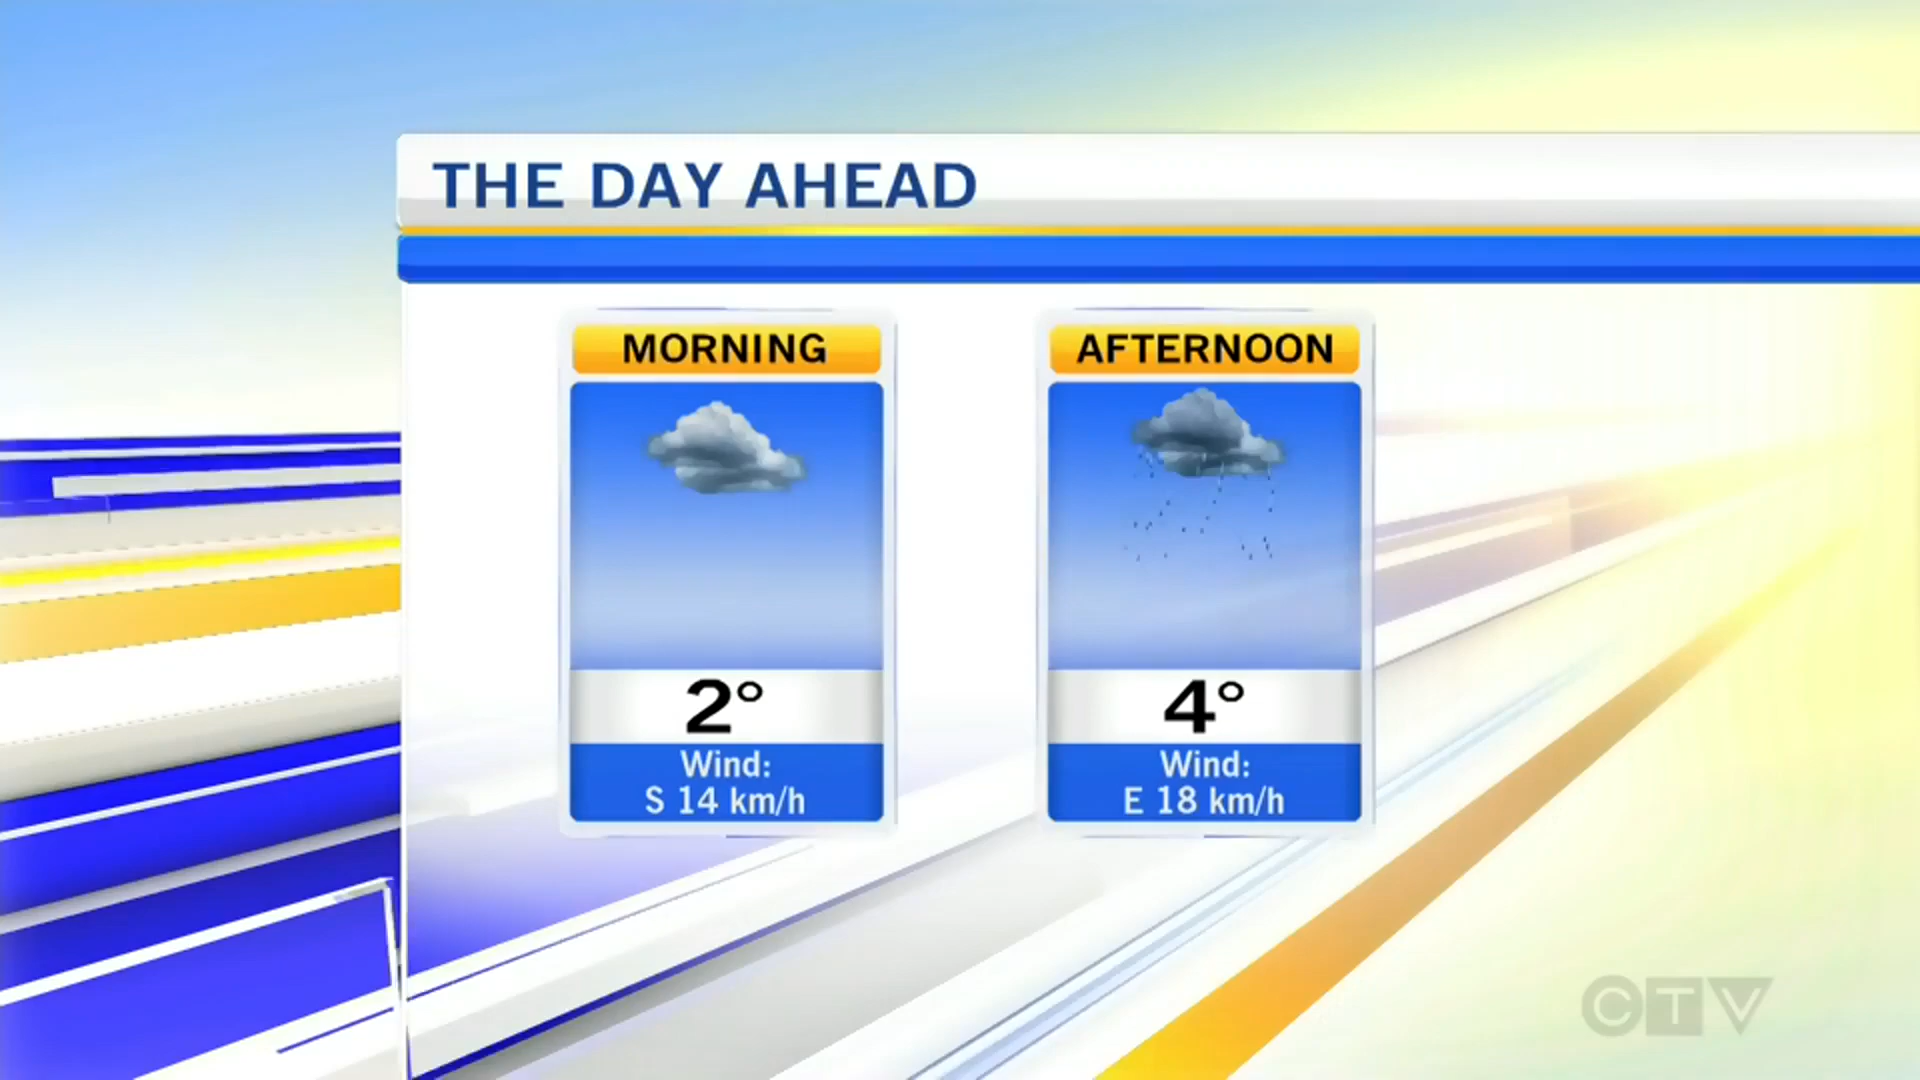 THE DAY AHEAD
MORNING
2°
Wind:
S 14 km/h
AFTERNOON
4°
Wind:
E 18 km/h
CTV